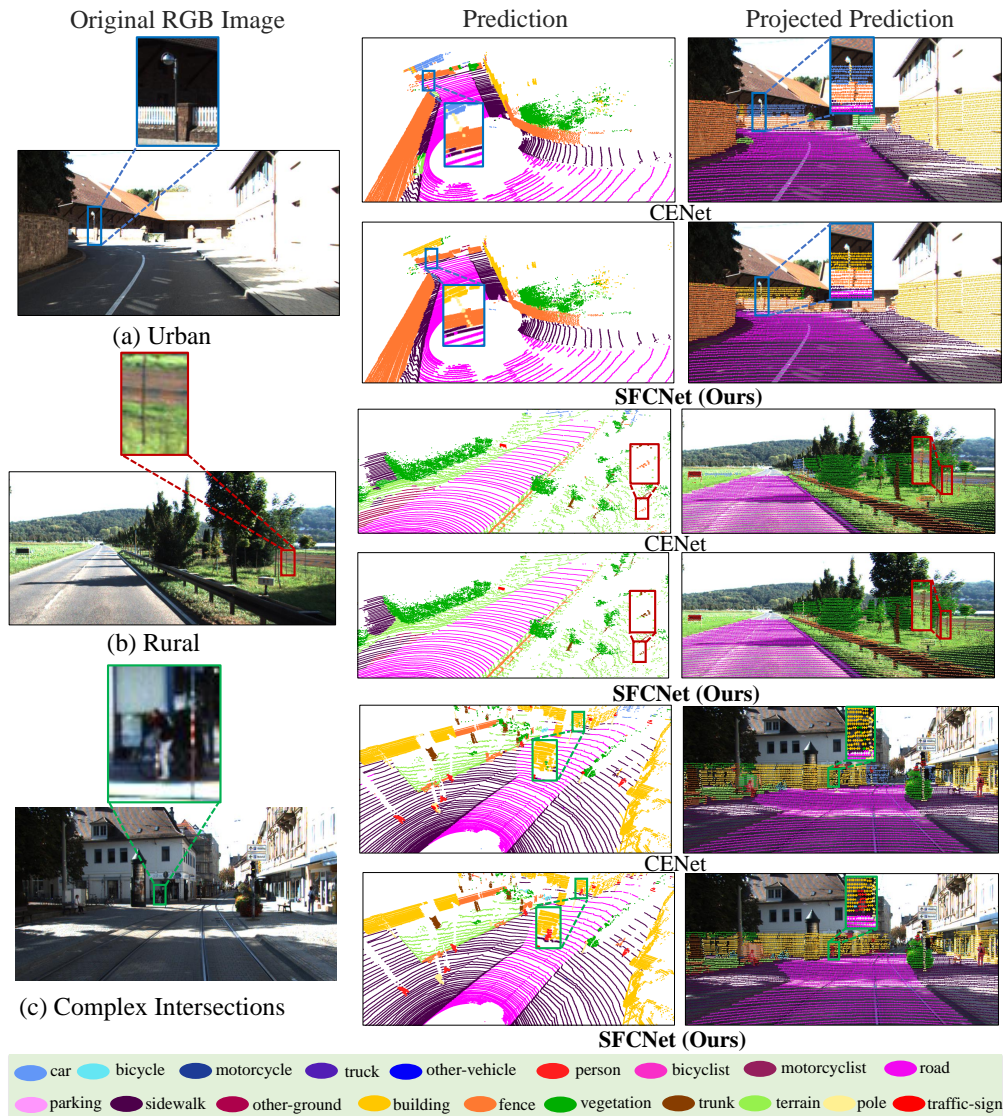 Original RGB Image
Prediction
Projected Prediction
CENet
(a) Urban
SFCNet (Ours)
CENet
(b) Rural
SFCNet (Ours)
CENet
(c) Complex Intersections
SFCNet (Ours)
car bicycle motorcycle truck other-vehicle person bicyclist motorcyclist road
parking sidewalk other-ground building fence vegetation trunk terrain pole traffic-sign